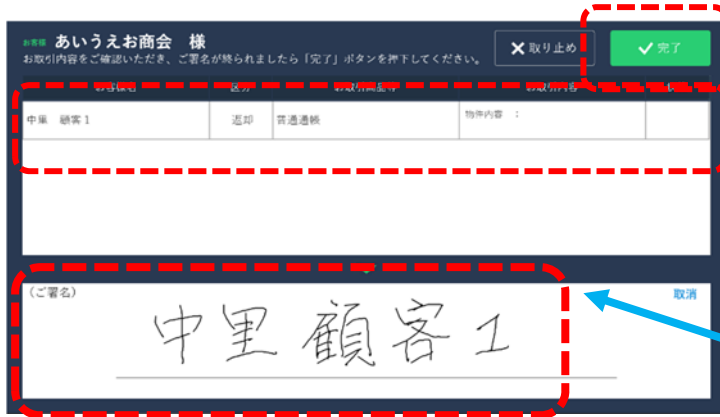 お客様 あいうえお商会 様
お取引内容をご確認いただき、ご署名が終られましたら「完了」ボタンを押下してください。
✕取り止め
✓完了
中里 顧客1 返却 普通通帳 物件内容 :
(ご署名)
取消
中里顧客1